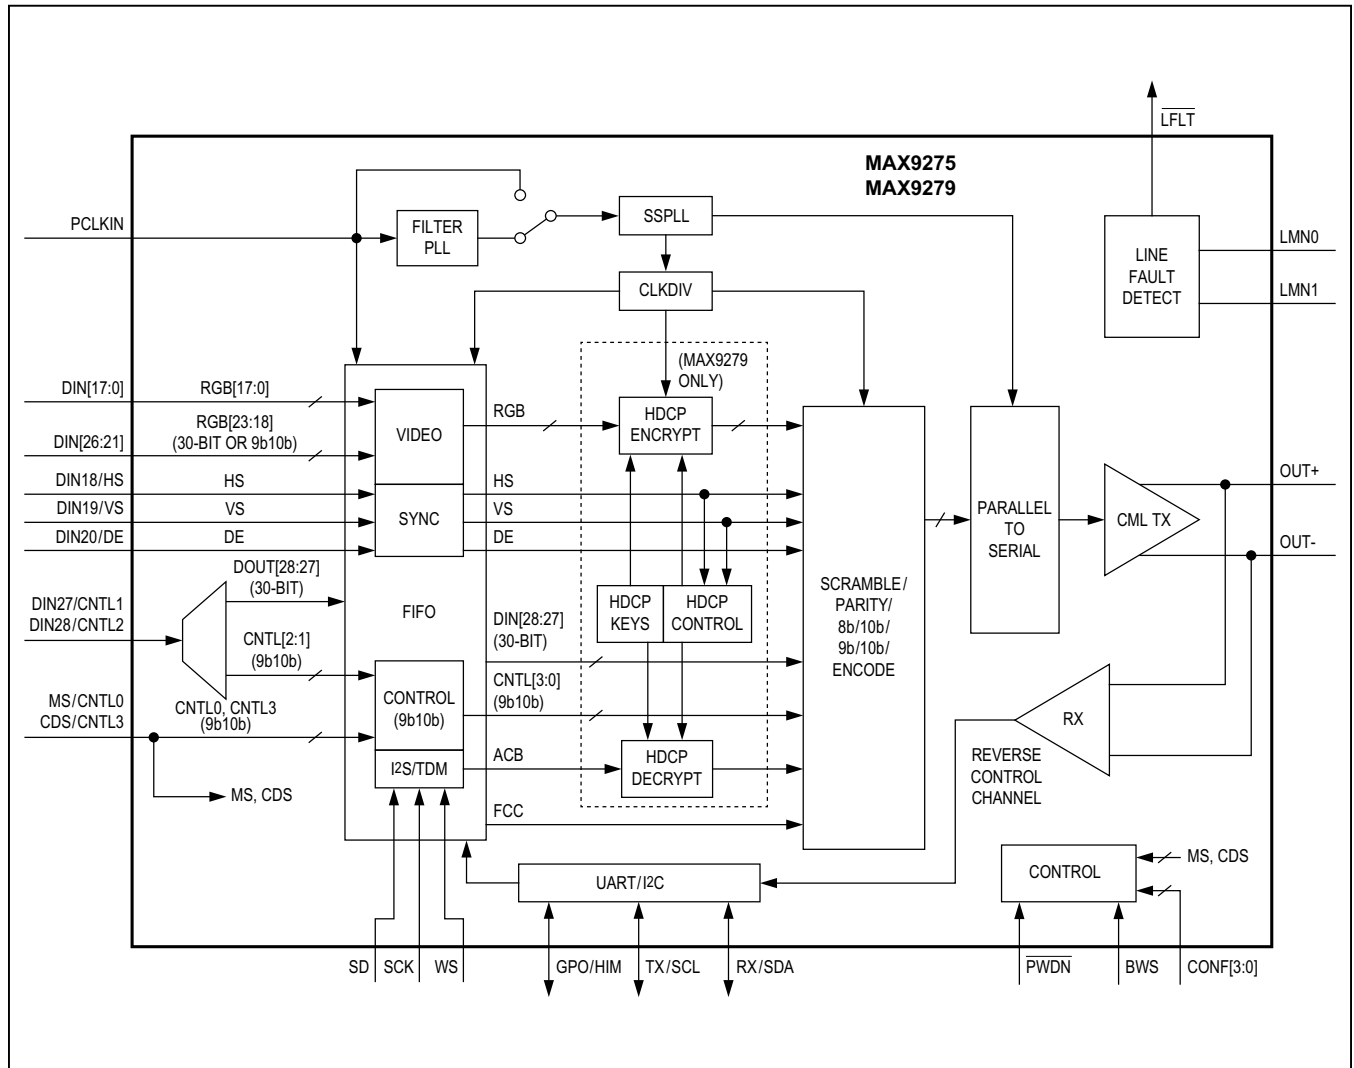 LFLT
MAX9275
MAX9279
PCLKIN
FILTER
PLL
SSPLL
CLKDIV
LINE
FAULT
DETECT
LMN0
LMN1
(MAX9279
ONLY)
DIN[17:0]
RGB[17:0]
RGB[23:18]
(30-BIT OR 9b10b)
DIN[26:21]
DIN18/HS
HS
DIN19/VS
VS
DIN20/DE
DE
VIDEO
SYNC
RGB
HS
VS
DE
HDCP
ENCRYPT
DOUT[28:27]
(30-BIT)
DIN27/CNTL1
DIN28/CNTL2
CNTL[2:1]
(9b10b)
MS/CNTL0
CDS/CNTL3
CNTL0, CNTL3
(9b10b)
MS, CDS
FIFO
CONTROL
(9b10b)
I2S/TDM
HDCP
KEYS
HDCP
CONTROL
DIN[28:27]
(30-BIT)
CNTL[3:0]
(9b10b)
ACB
HDCP
DECRYPT
FCC
SCRAMBLE/
PARITY/
8b/10b/
9b/10b/
ENCODE
PARALLEL
TO
SERIAL
CML TX
OUT+
OUT-
RX
REVERSE
CONTROL
CHANNEL
UART/I2C
CONTROL
MS, CDS
SD
SCK
WS
GPO/HIM
TX/SCL
RX/SDA
PWDN
BWS
CONF[3:0]